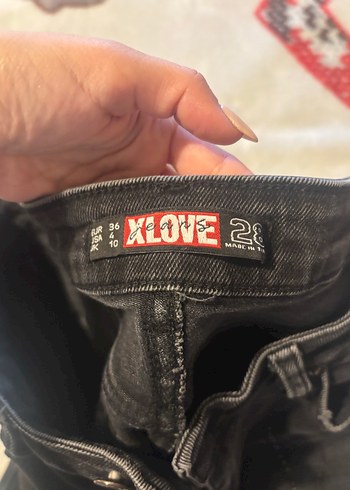 EUR 36
USA 4
UK 10
XLOVE
jeans
28
MADE IN